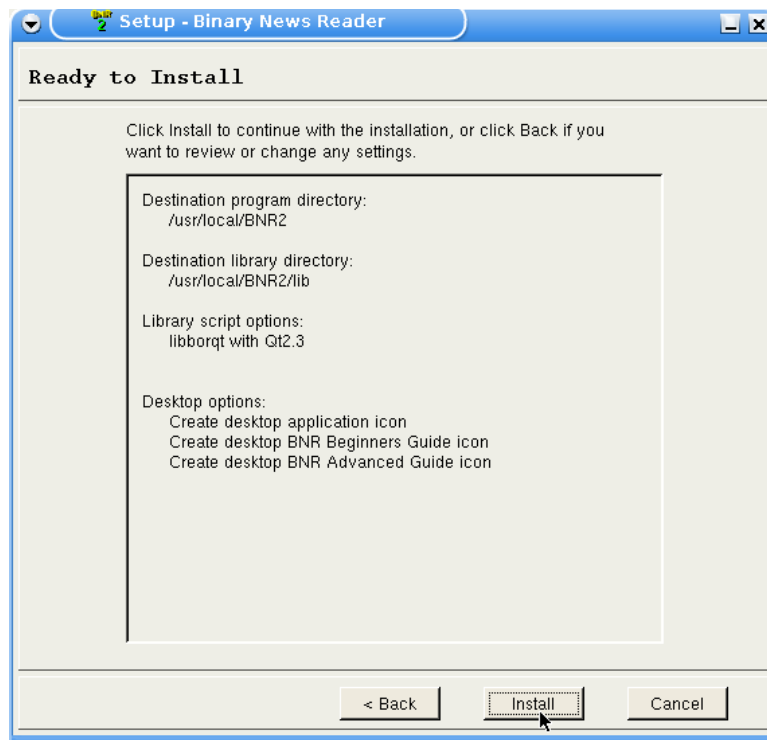 Setup - Binary News Reader
Ready to Install
Click Install to continue with the installation, or click Back if you
want to review or change any settings.
Destination program directory:
/usr/local/BNR2
Destination library directory:
/usr/local/BNR2/lib
Library script options:
libborqt with Qt2.3
Desktop options:
Create desktop application icon
Create desktop BNR Beginners Guide icon
Create desktop BNR Advanced Guide icon
< Back
Install
Cancel